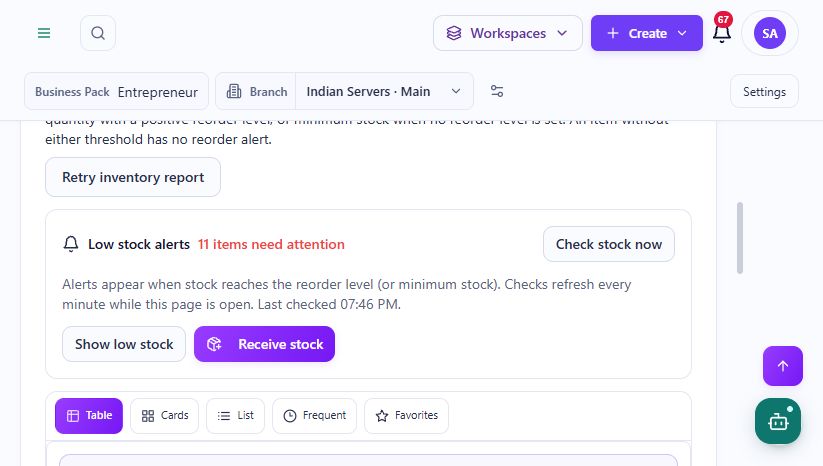 Workspaces
Create
67
SA
Business Pack Entrepreneur
Branch
Indian Servers · Main
Settings
quantity with a positive reorder level, or minimum stock when no reorder level is set. An item without
either threshold has no reorder alert.
Retry inventory report
Low stock alerts 11 items need attention
Check stock now
Alerts appear when stock reaches the reorder level (or minimum stock). Checks refresh every
minute while this page is open. Last checked 07:46 PM.
Show low stock
Receive stock
Table
Cards
List
Frequent
Favorites